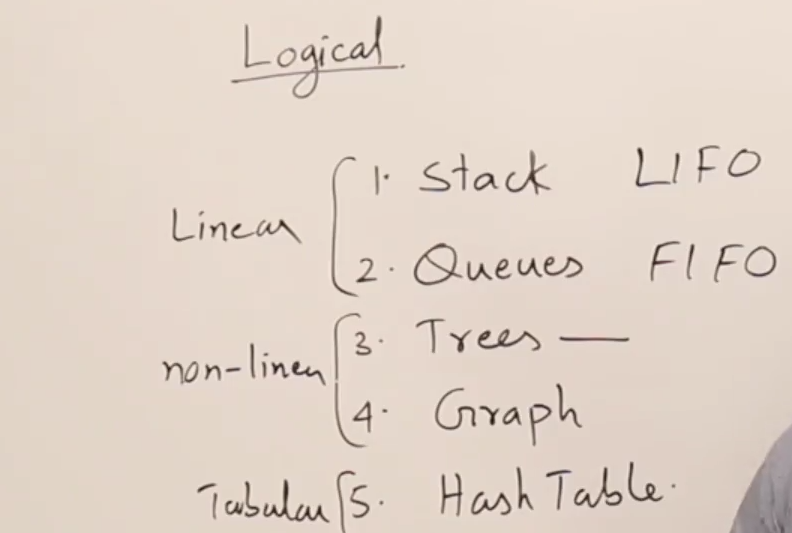 Logical
Linear { 1. Stack LIFO
2. Queues FIFO
non-linear { 3. Trees —
4. Graph
Tabular { 5. Hash Table.